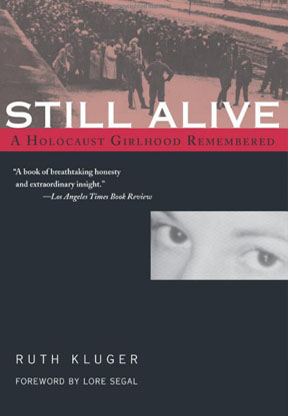 STILL ALIVE
A HOLOCAUST GIRLHOOD REMEMBERED
“A book of breathtaking honesty
and extraordinary insight.”
—Los Angeles Times Book Review
RUTH KLUGER
FOREWORD BY LORE SEGAL